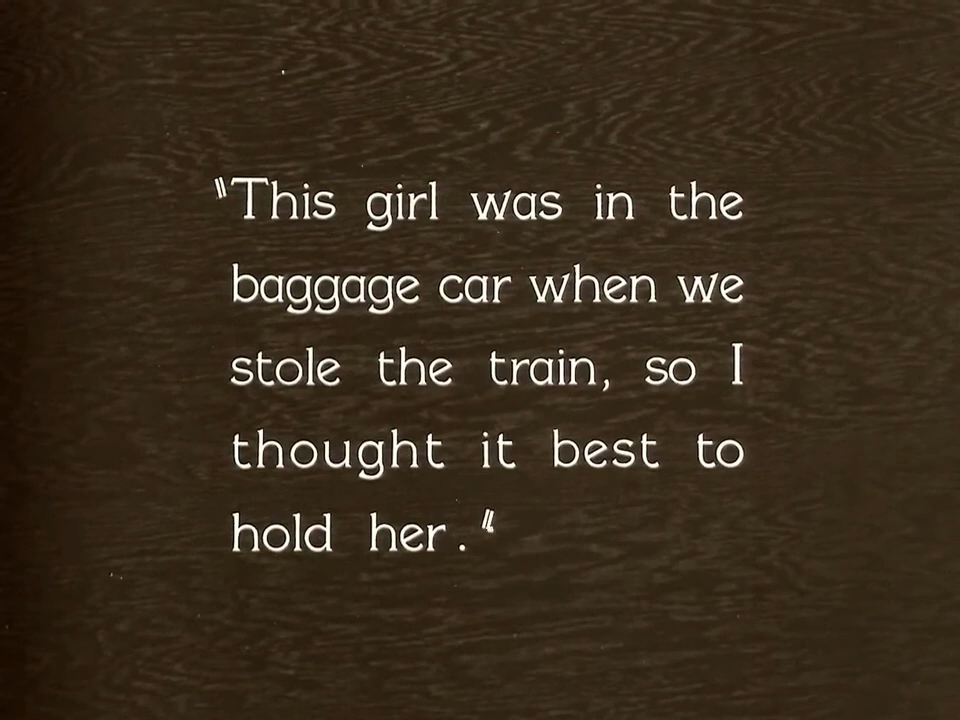 "This girl was in the
baggage car when we
stole the train, so I
thought it best to
hold her."